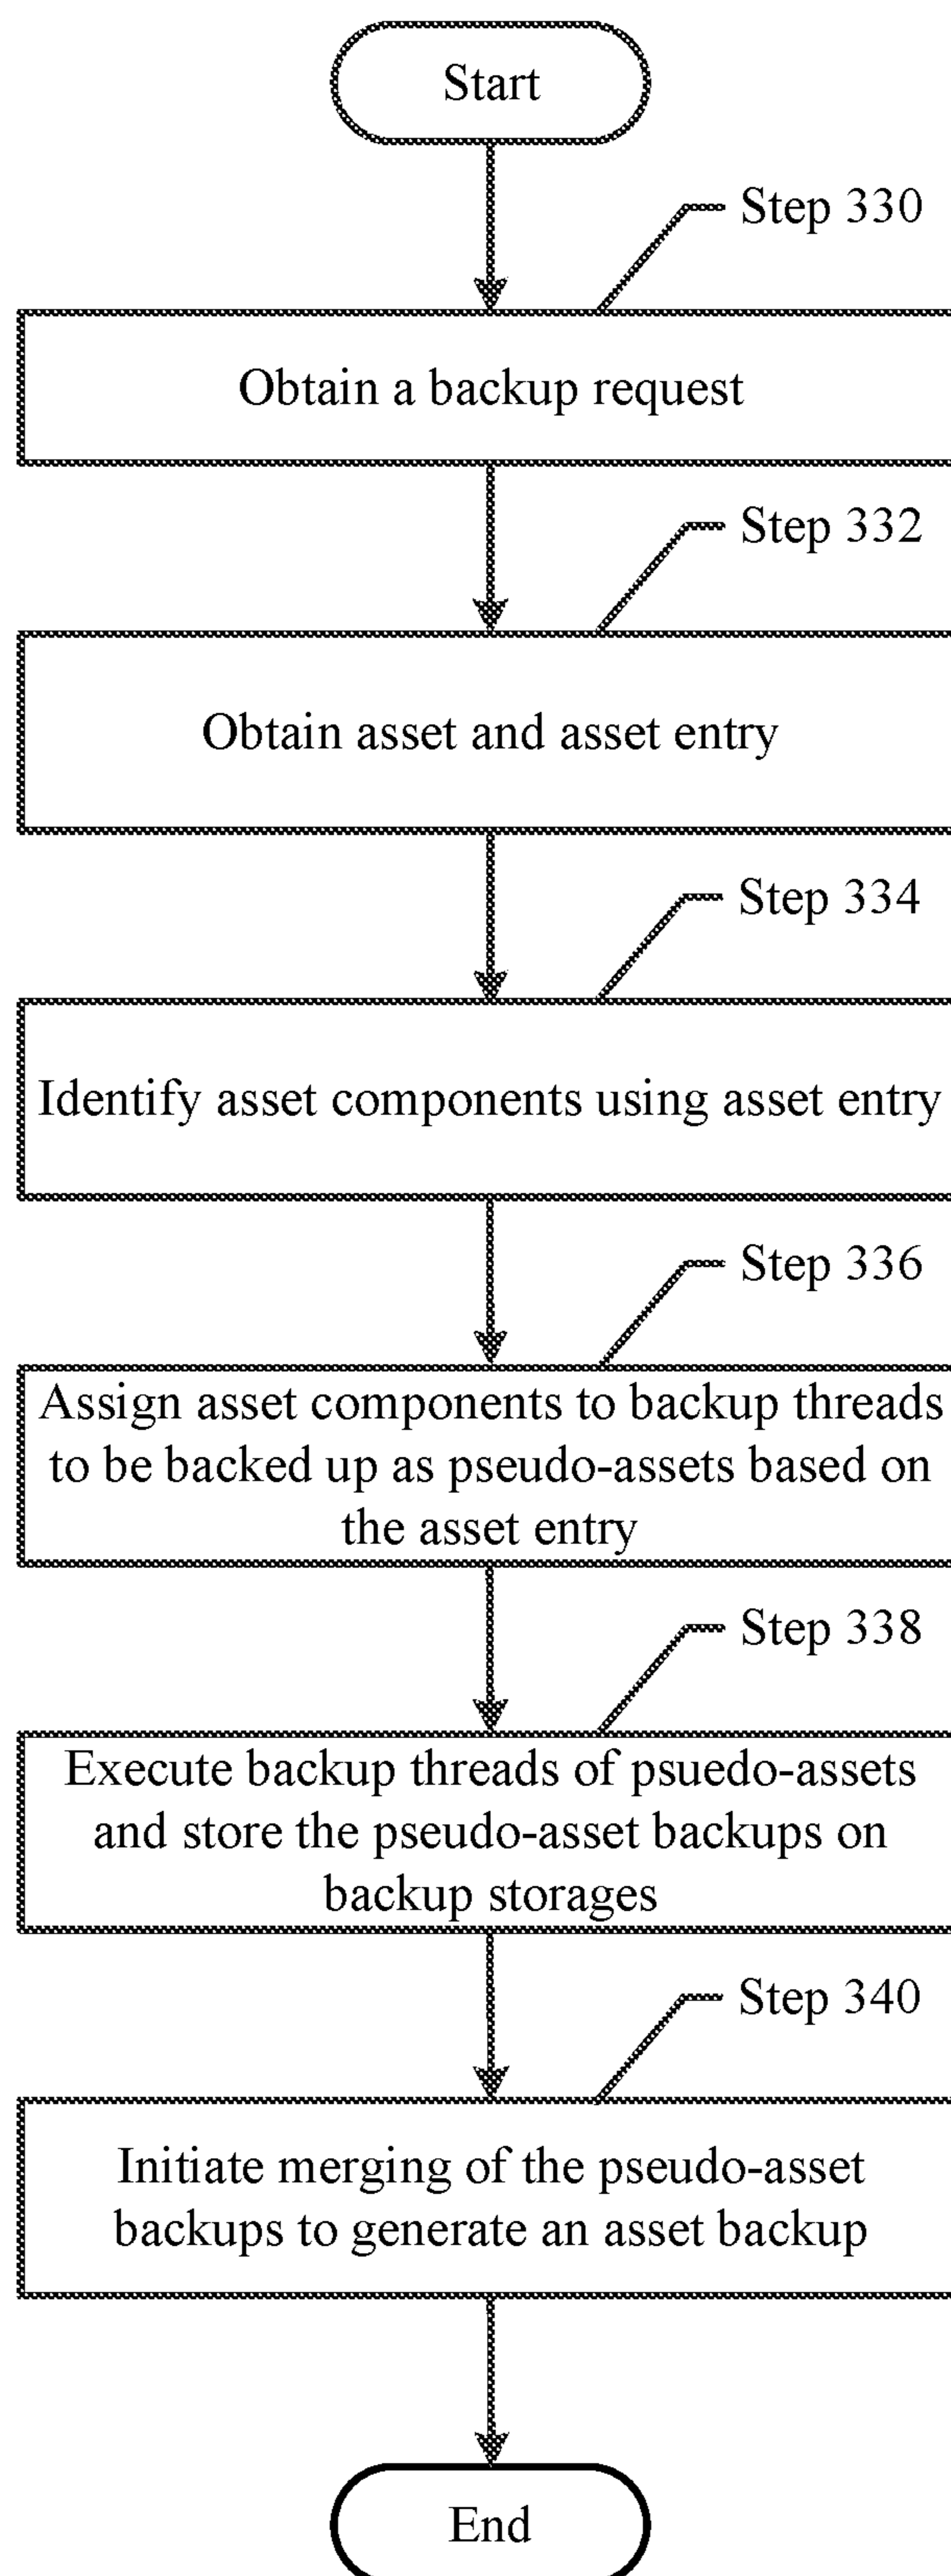 Start
Step 330
Obtain a backup request
Step 332
Obtain asset and asset entry
Step 334
Identify asset components using asset entry
Step 336
Assign asset components to backup threads
to be backed up as pseudo-assets based on
the asset entry
Step 338
Execute backup threads of psuedo-assets
and store the pseudo-asset backups on
backup storages
Step 340
Initiate merging of the pseudo-asset
backups to generate an asset backup
End